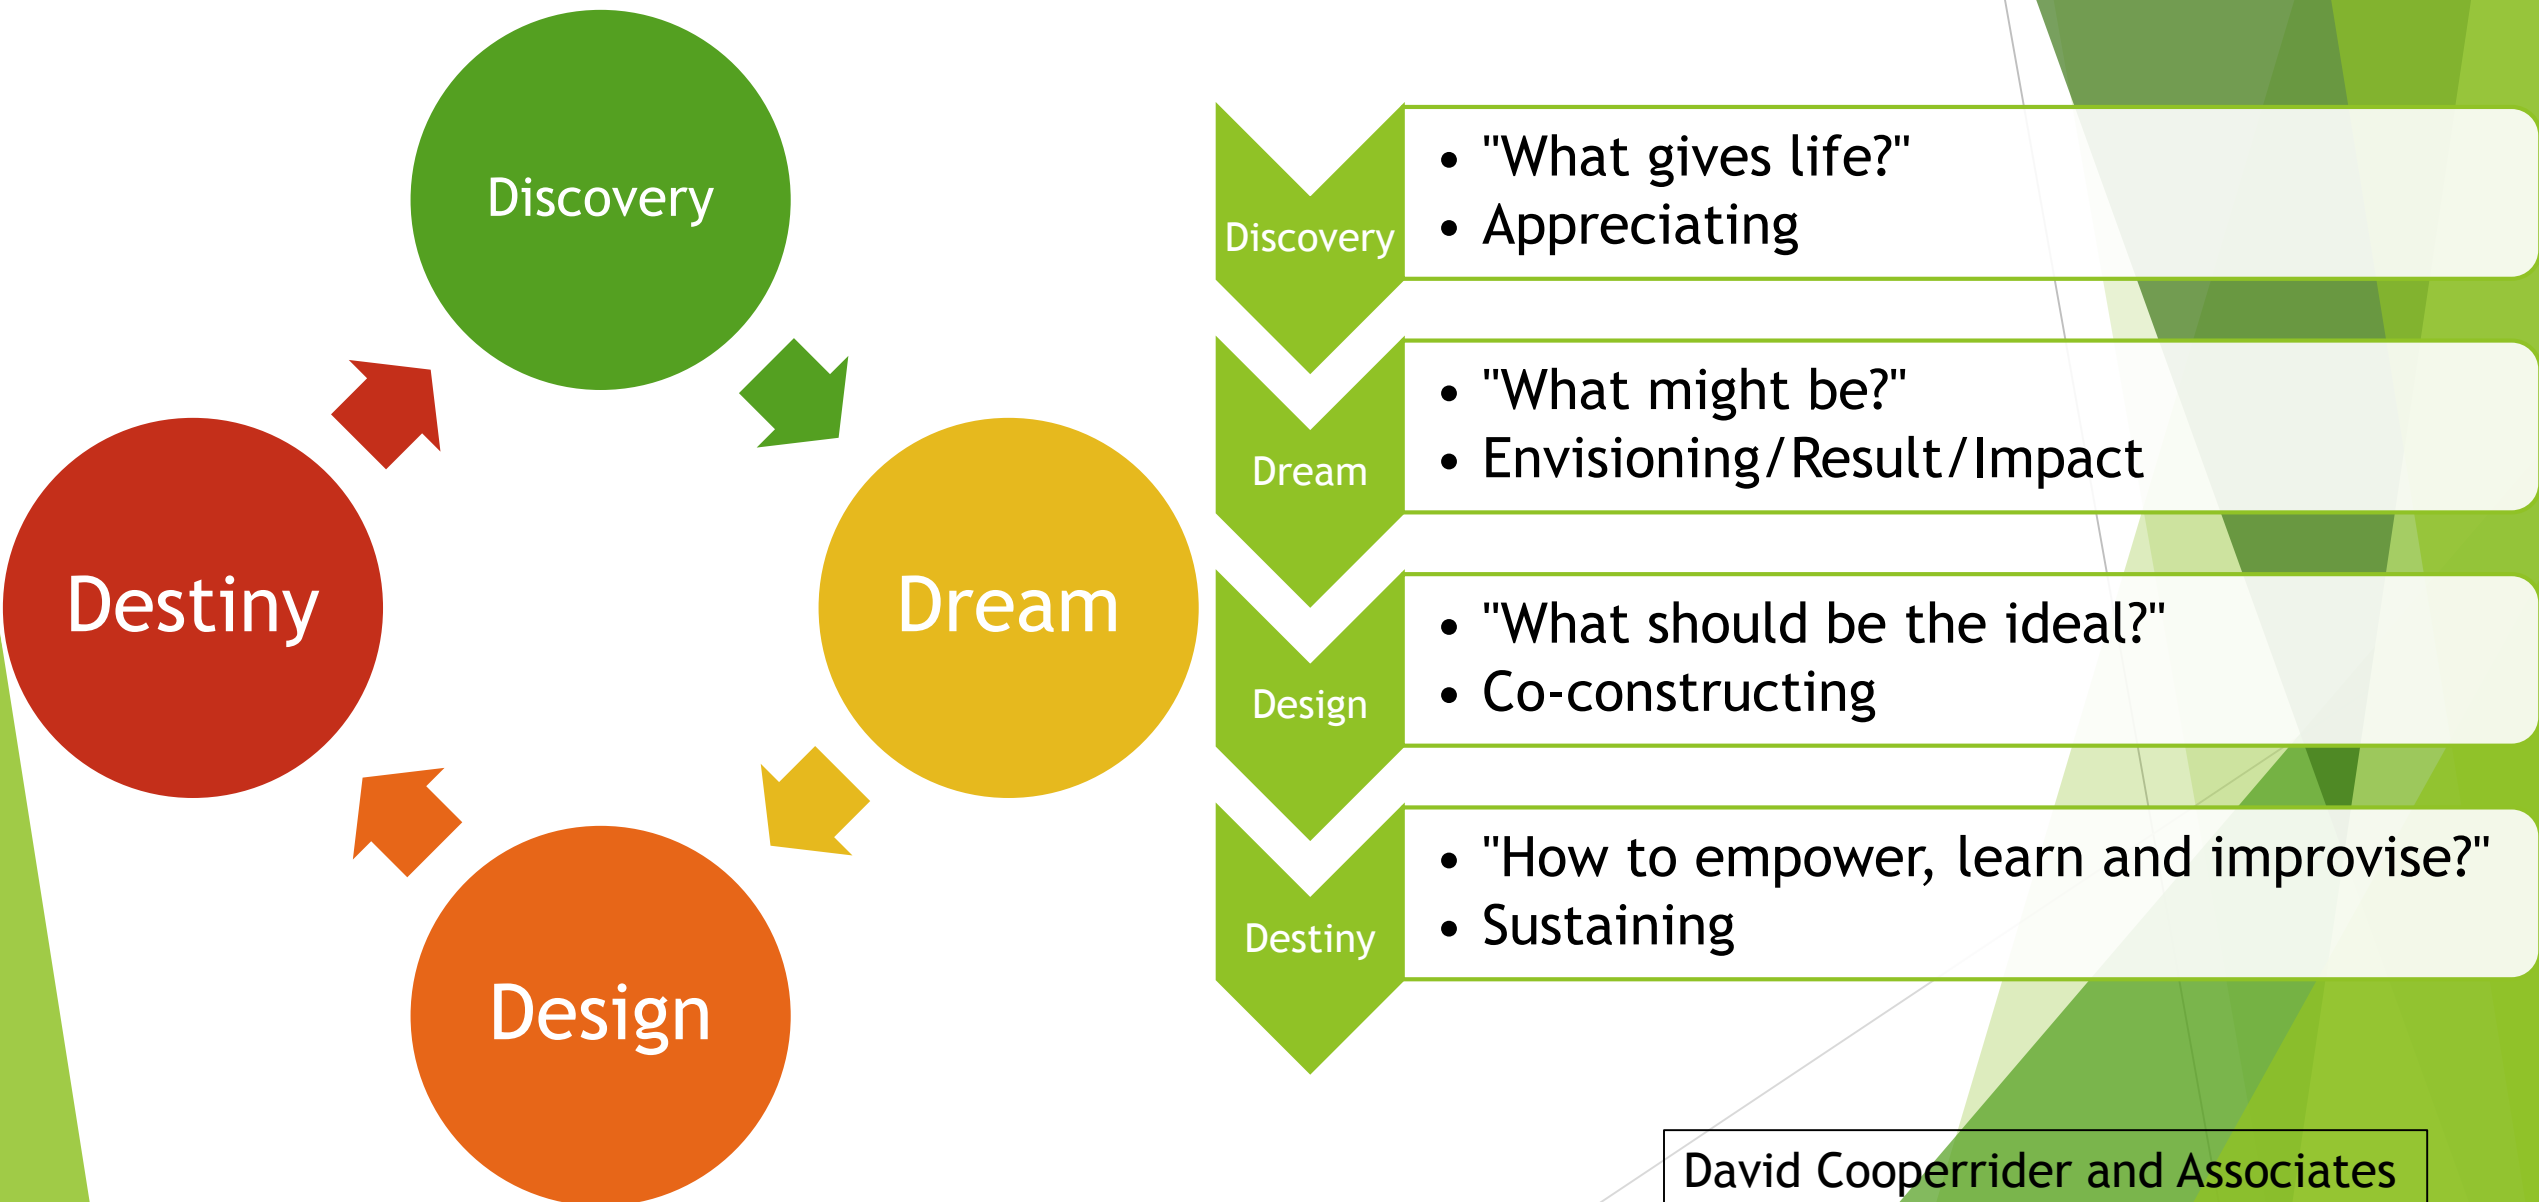 Discovery
Dream
Design
Destiny
Discovery
• "What gives life?"
• Appreciating
Dream
• "What might be?"
• Envisioning/Result/Impact
Design
• "What should be the ideal?"
• Co-constructing
Destiny
• "How to empower, learn and improvise?"
• Sustaining
David Cooperrider and Associates